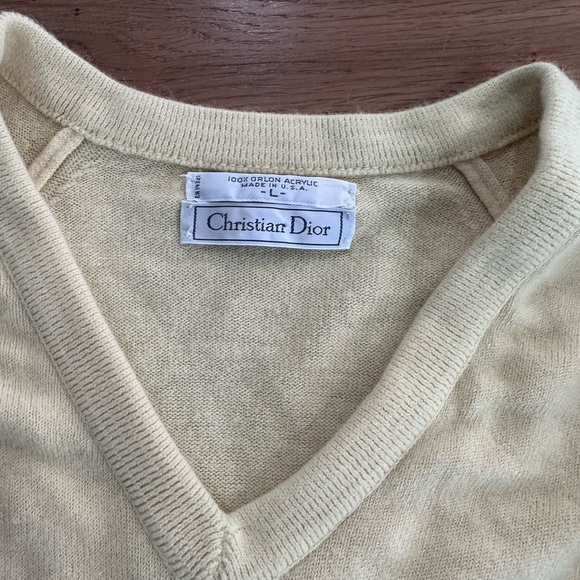 100% ORLON ACRYLIC
MADE IN U.S.A.
-L-
Christian Dior